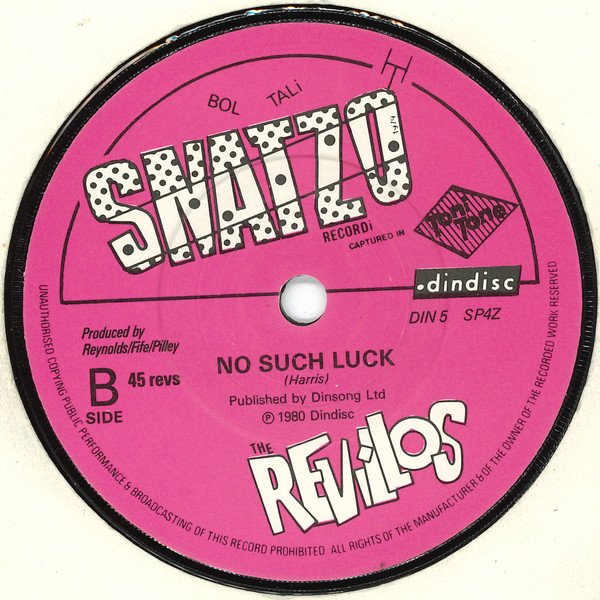 BOL TALi
SNATZO
RECORDi
CAPTURED IN
Toni Tone
.dindisc
DIN 5 SP4Z
Produced by
Reynolds/Fife/Pilley
B 45 revs
SIDE
NO SUCH LUCK
(Harris)
Published by Dinsong Ltd
℗ 1980 Dindisc
THE REViLLOS
UNAUTHORISED COPYING PUBLIC PERFORMANCE & BROADCASTING OF THIS RECORD PROHIBITED ALL RIGHTS OF THE MANUFACTURER & OF THE OWNER OF THE RECORDED WORK RESERVED